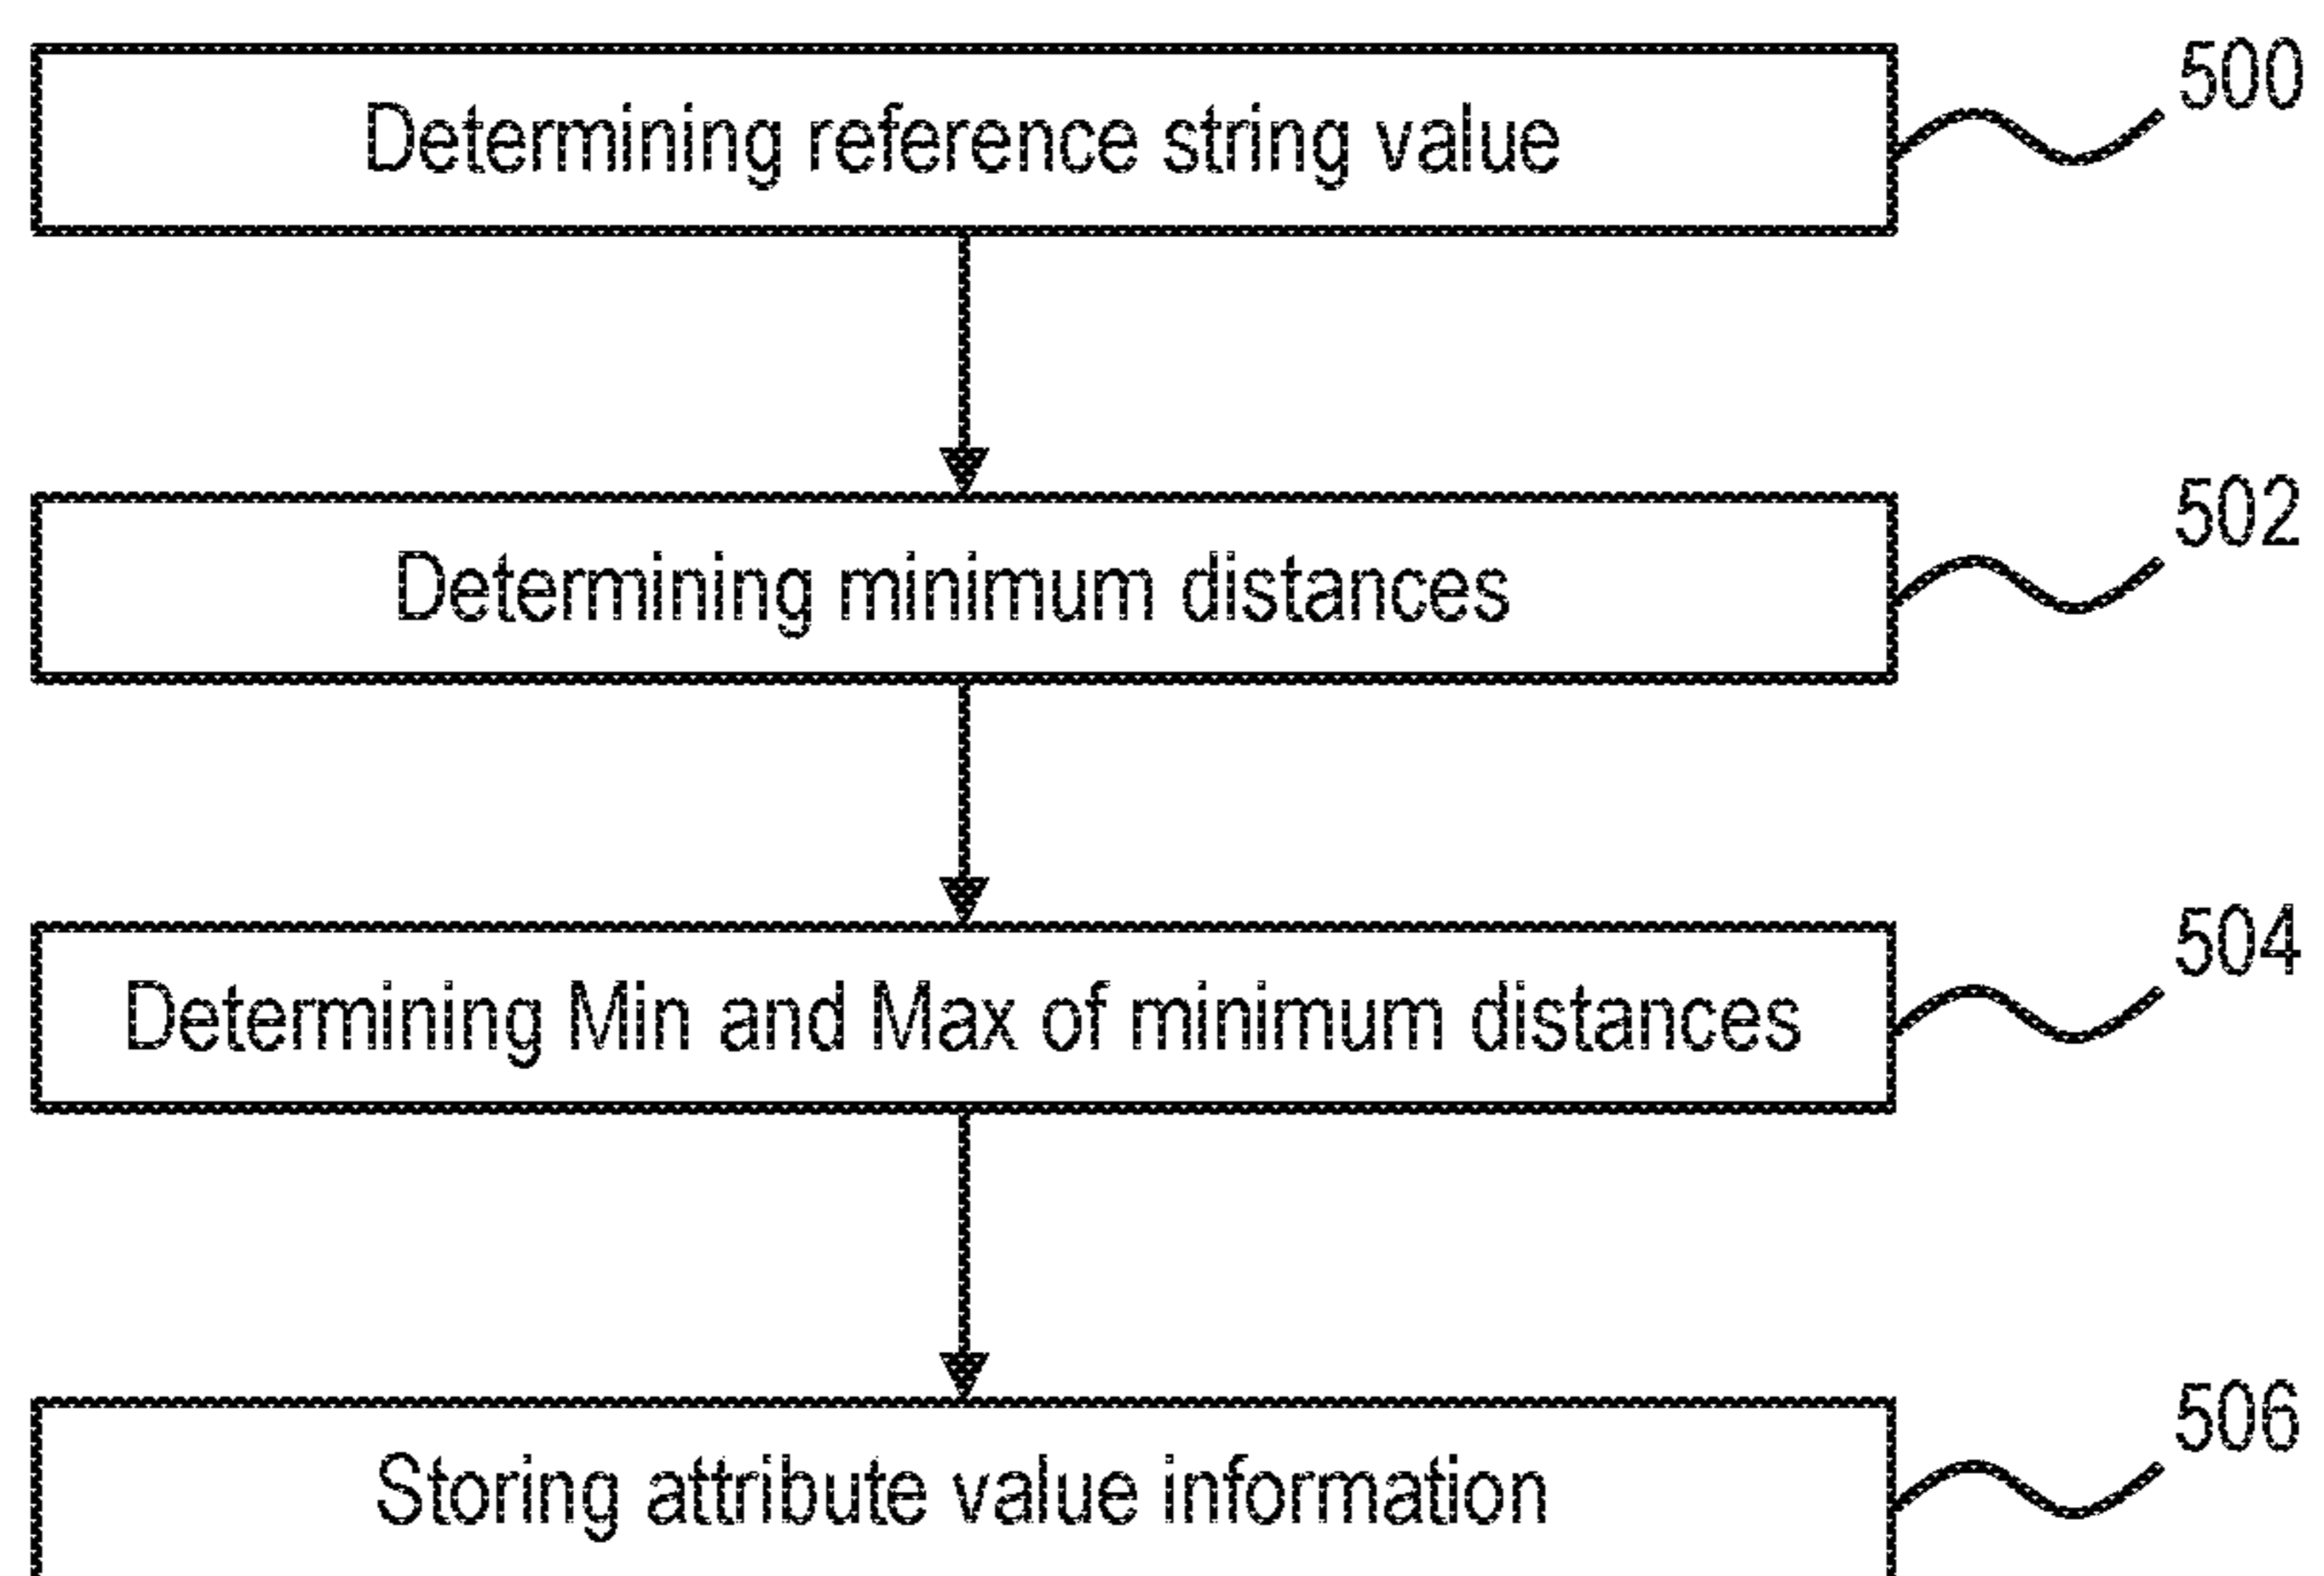 500
Determining reference string value
502
Determining minimum distances
504
Determining Min and Max of minimum distances
506
Storing attribute value information